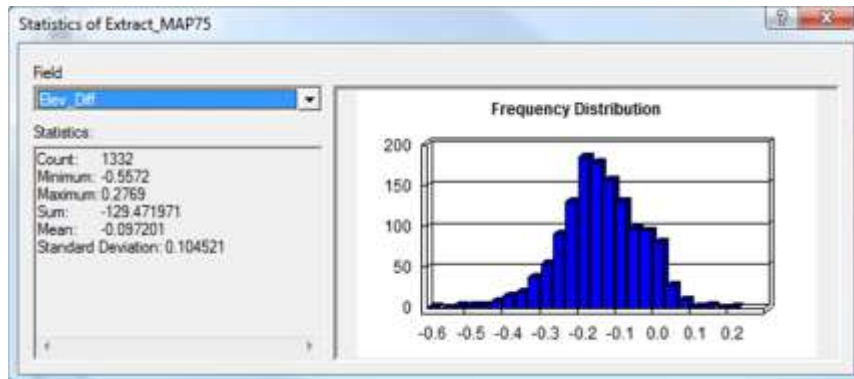 Statistics of Extract_MAP75
Field
Elev_Diff
Statistics:
Count: 1332
Minimum: -0.5572
Maximum: 0.2769
Sum: -129.471971
Mean: -0.097201
Standard Deviation: 0.104521
Frequency Distribution
200
150
100
50
0
-0.6 -0.5 -0.4 -0.3 -0.2 -0.1 0.0 0.1 0.2